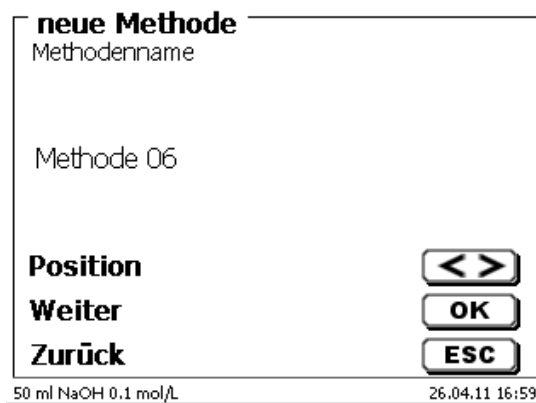 neue Methode
Methodenname
Methode 06
Position < >
Weiter OK
Zurück ESC
50 ml NaOH 0.1 mol/L 26.04.11 16:59